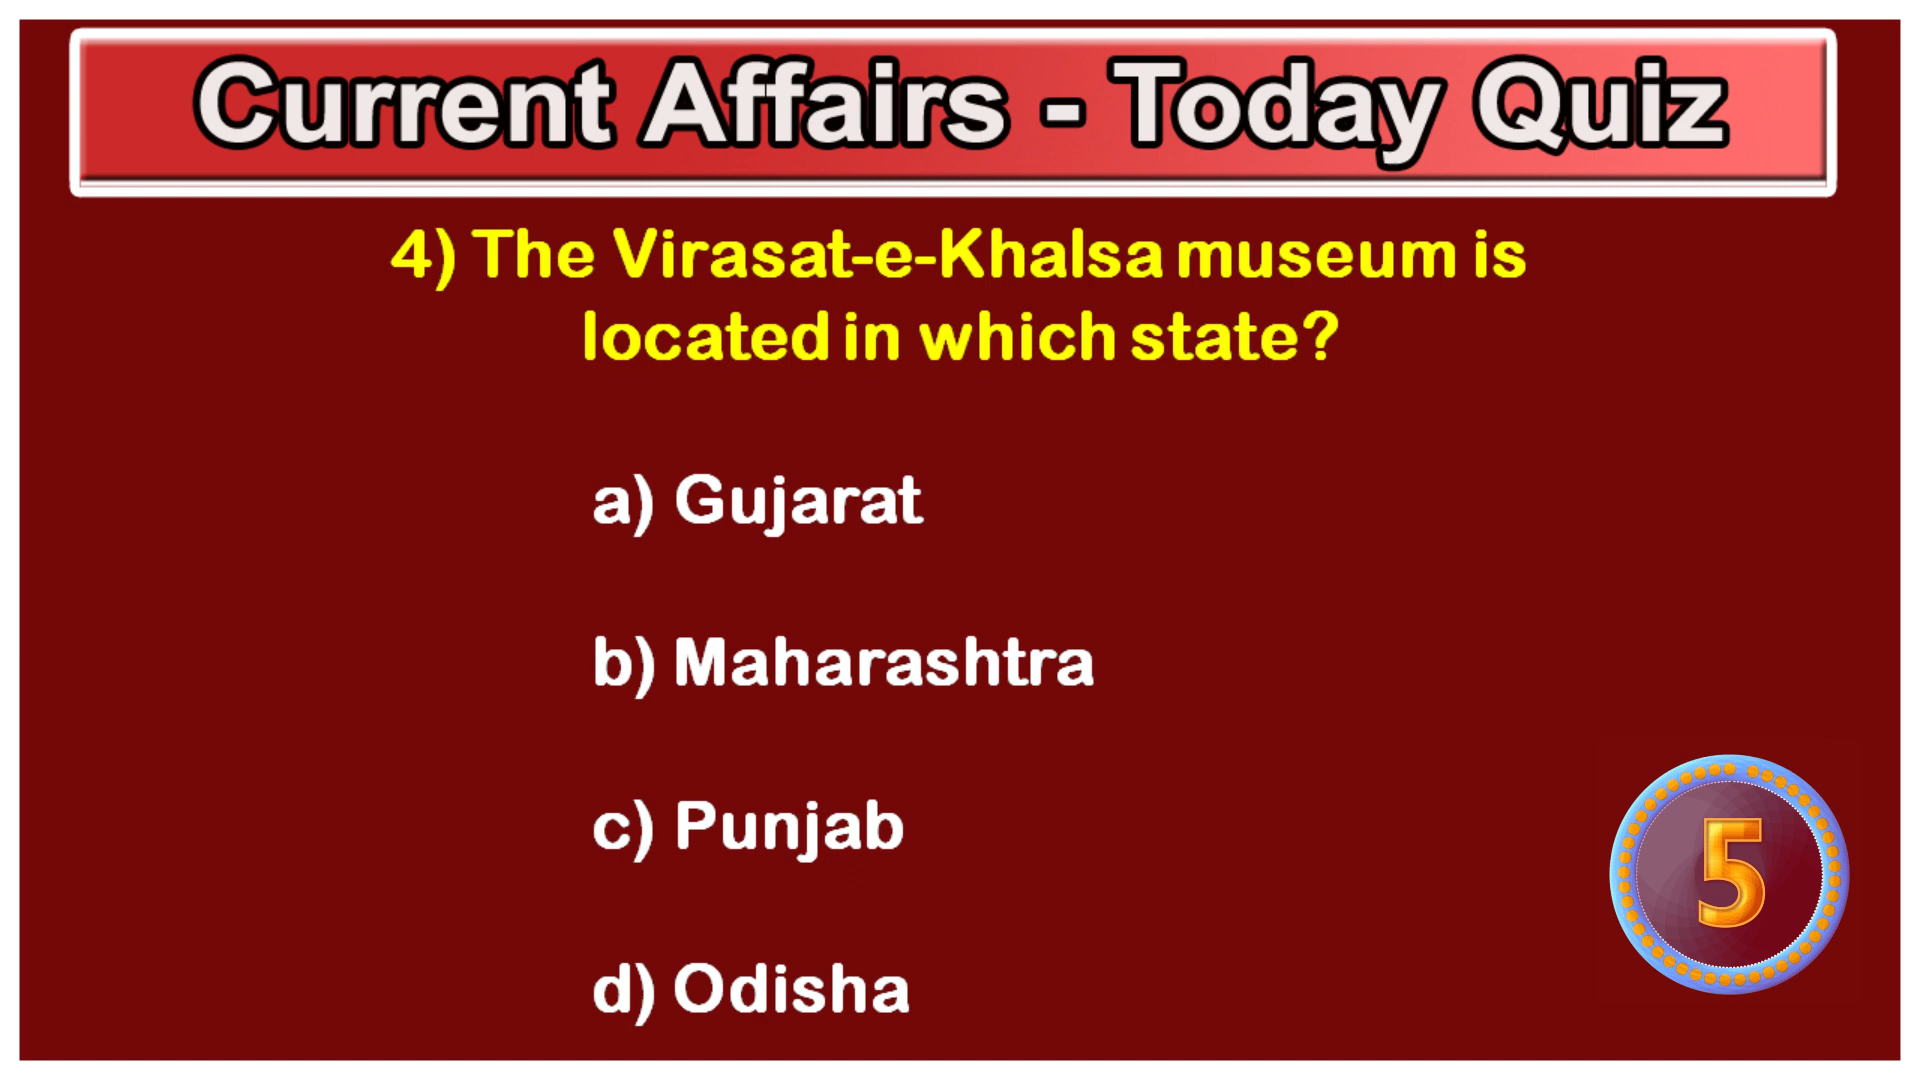 Current Affairs - Today Quiz
4) The Virasat-e-Khalsa museum is
located in which state?
a) Gujarat
b) Maharashtra
c) Punjab
d) Odisha
5